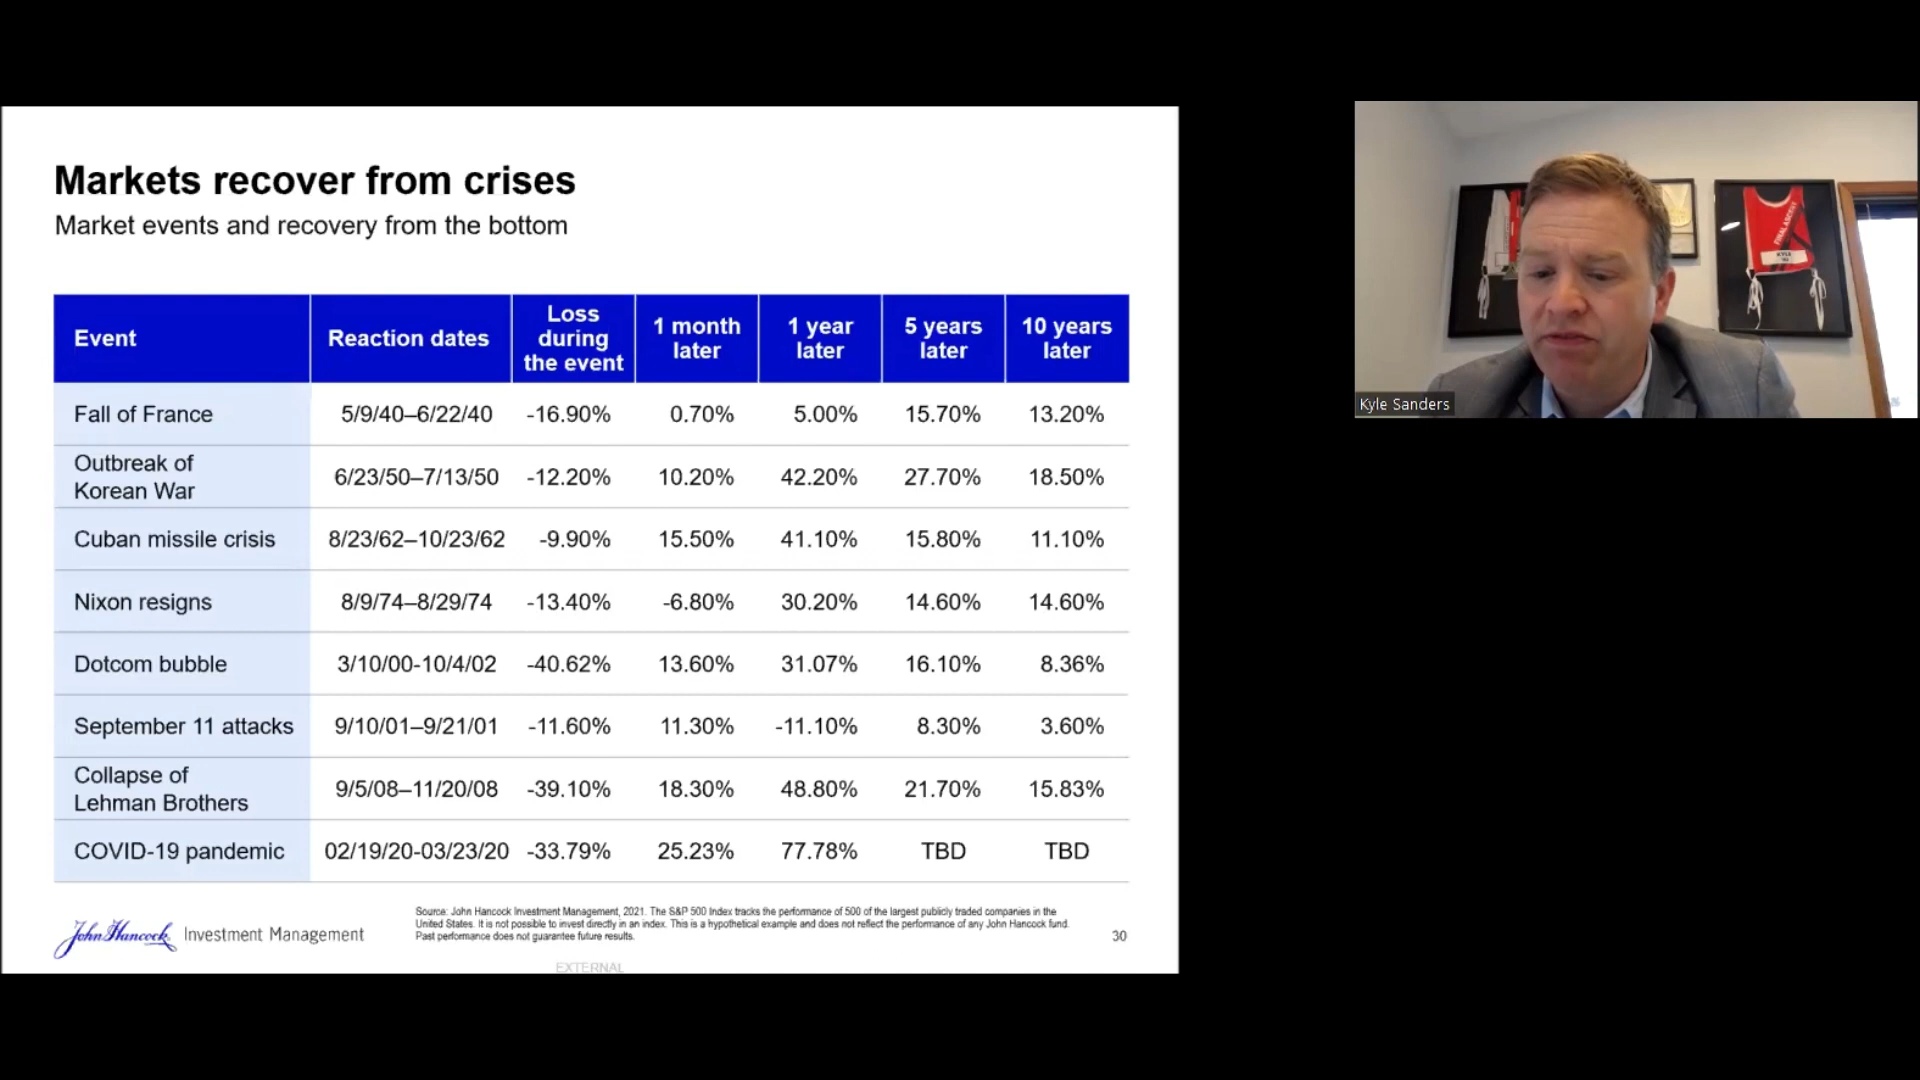 Markets recover from crises
Market events and recovery from the bottom
Event Reaction dates Loss during the event 1 month later 1 year later 5 years later 10 years later
Fall of France 5/9/40–6/22/40 -16.90% 0.70% 5.00% 15.70% 13.20%
Outbreak of Korean War 6/23/50–7/13/50 -12.20% 10.20% 42.20% 27.70% 18.50%
Cuban missile crisis 8/23/62–10/23/62 -9.90% 15.50% 41.10% 15.80% 11.10%
Nixon resigns 8/9/74–8/29/74 -13.40% -6.80% 30.20% 14.60% 14.60%
Dotcom bubble 3/10/00-10/4/02 -40.62% 13.60% 31.07% 16.10% 8.36%
September 11 attacks 9/10/01–9/21/01 -11.60% 11.30% -11.10% 8.30% 3.60%
Collapse of Lehman Brothers 9/5/08–11/20/08 -39.10% 18.30% 48.80% 21.70% 15.83%
COVID-19 pandemic 02/19/20-03/23/20 -33.79% 25.23% 77.78% TBD TBD
John Hancock Investment Management
Source: John Hancock Investment Management, 2021. The S&P 500 Index tracks the performance of 500 of the largest publicly traded companies in the
United States. It is not possible to invest directly in an index. This is a hypothetical example and does not reflect the performance of any John Hancock fund.
Past performance does not guarantee future results.
30
EXTERNAL
FINAL ASCENT
KYLE
Kyle Sanders